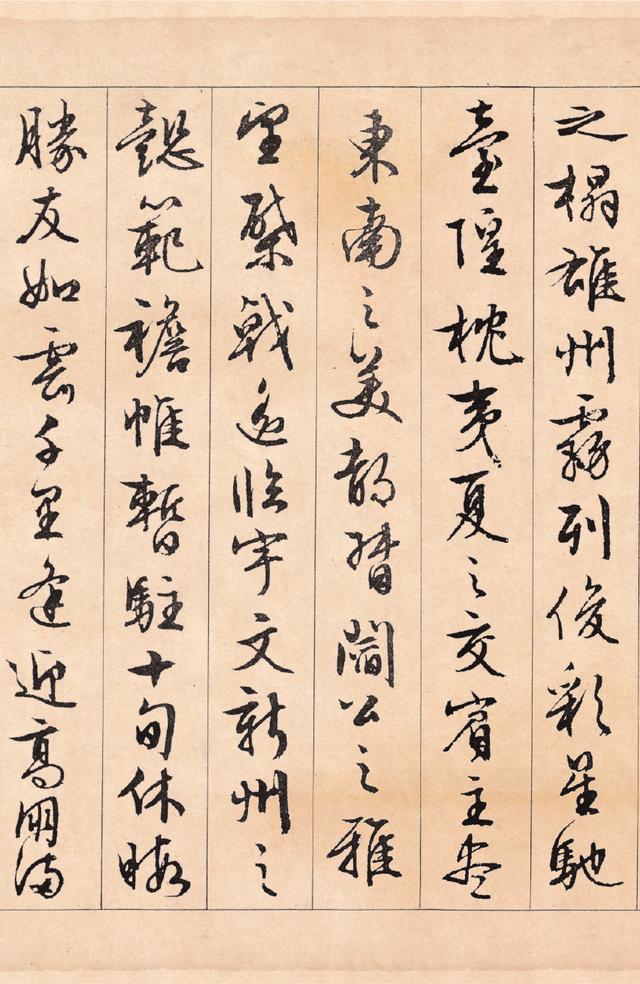 之榻雄州霧列俊彩星馳
臺隍枕夷夏之交賓主盡
東南之美都督閻公之雅
望棨戟遙臨宇文新州之
懿範襜帷暫駐十旬休暇
勝友如雲千里逢迎高朋滿